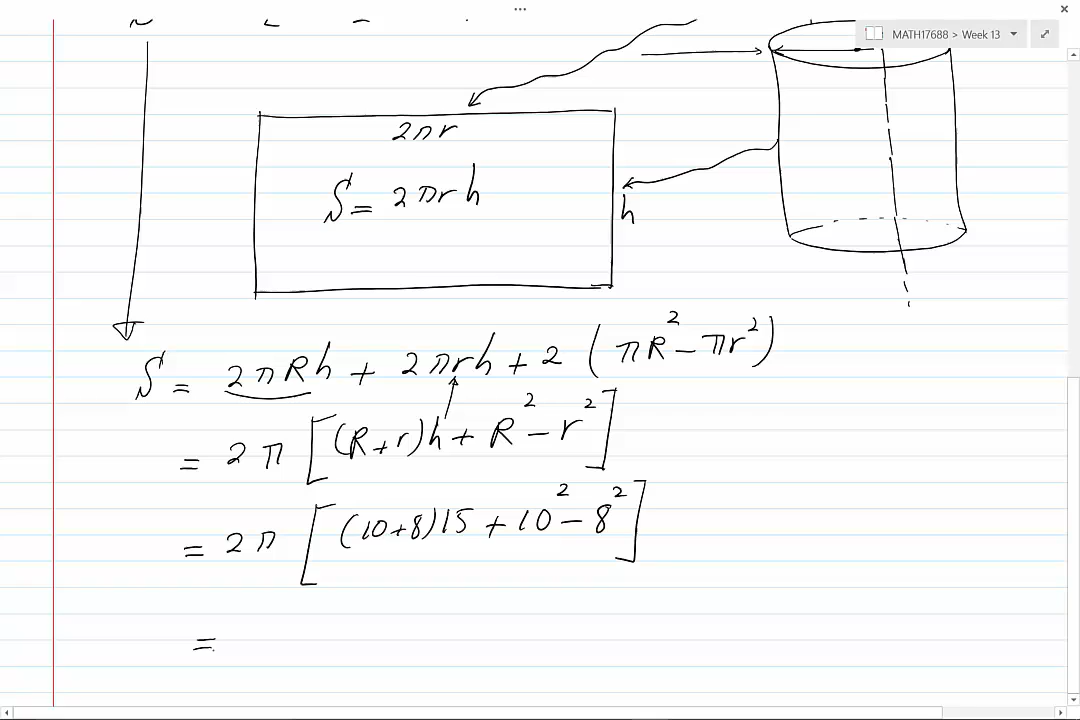 MATH17688 > Week 13
2πr
S = 2πrh
h
S = 2πRh + 2πrh + 2 (πR² - πr²)
= 2π [(R+r)h + R² - r²]
= 2π [(10+8)15 + 10² - 8²]
=